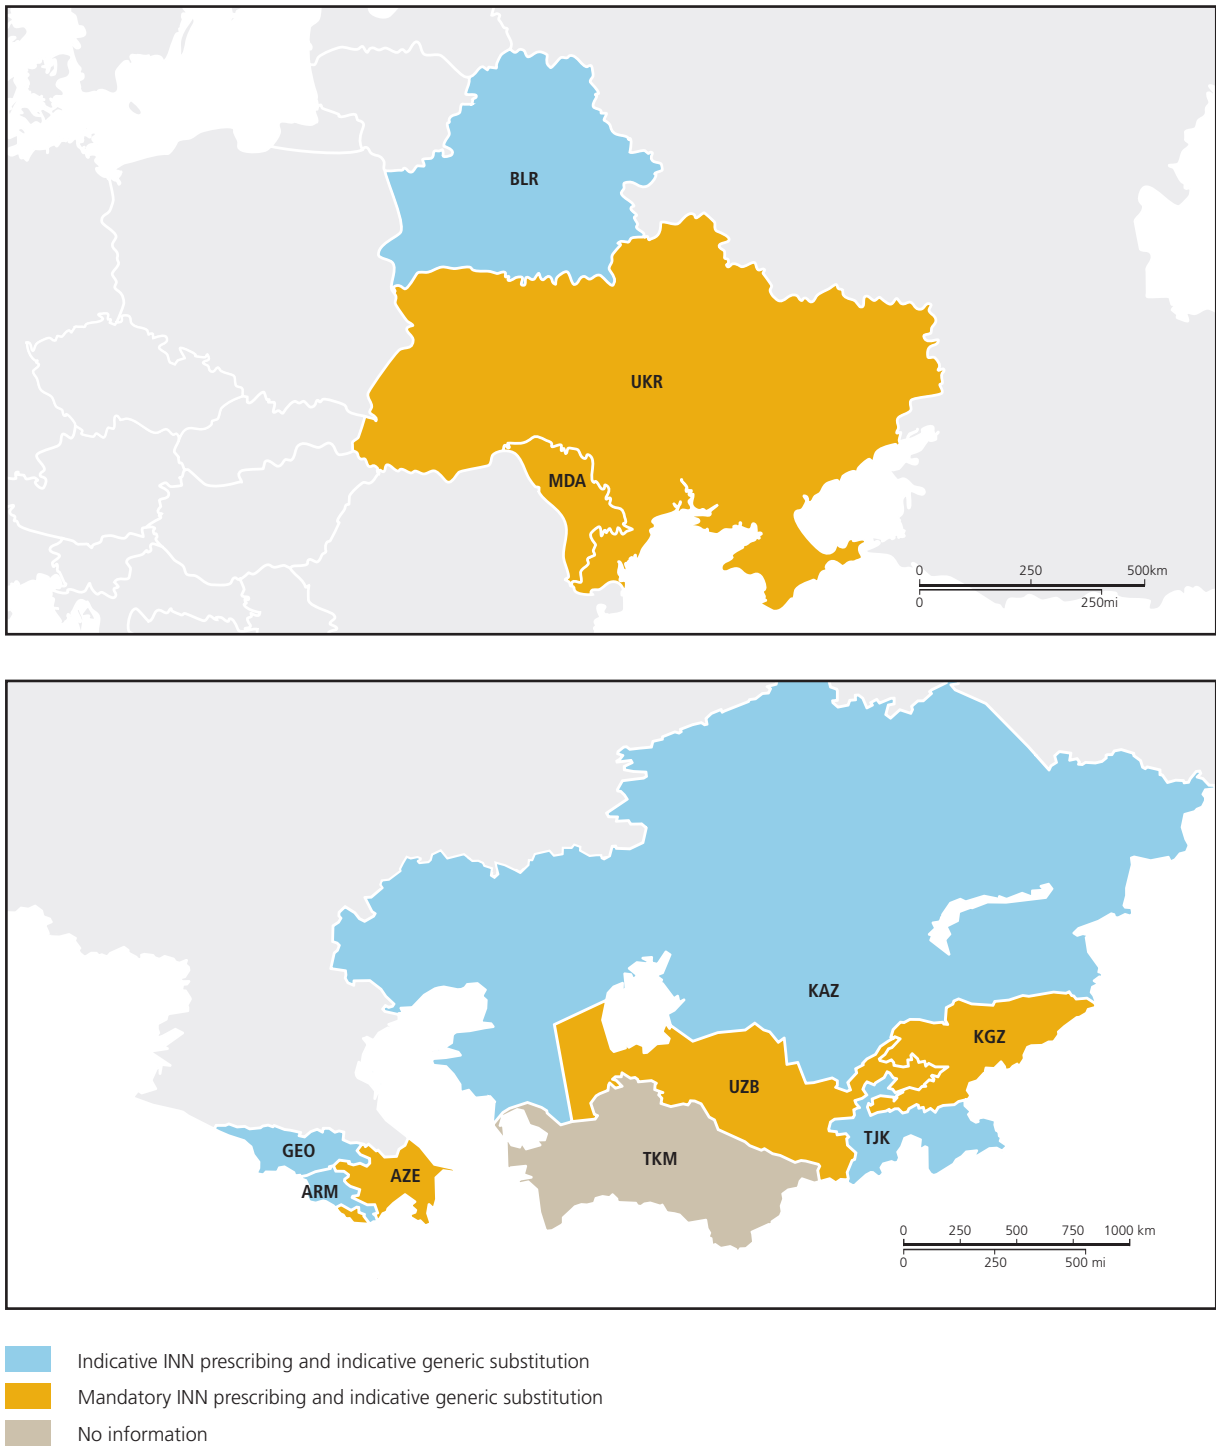 BLR
UKR
MDA
0 250 500km
0 250mi
KAZ
KGZ
UZB
TJK
GEO
TKM
AZE
ARM
0 250 500 750 1000 km
0 250 500 mi
Indicative INN prescribing and indicative generic substitution
Mandatory INN prescribing and indicative generic substitution
No information